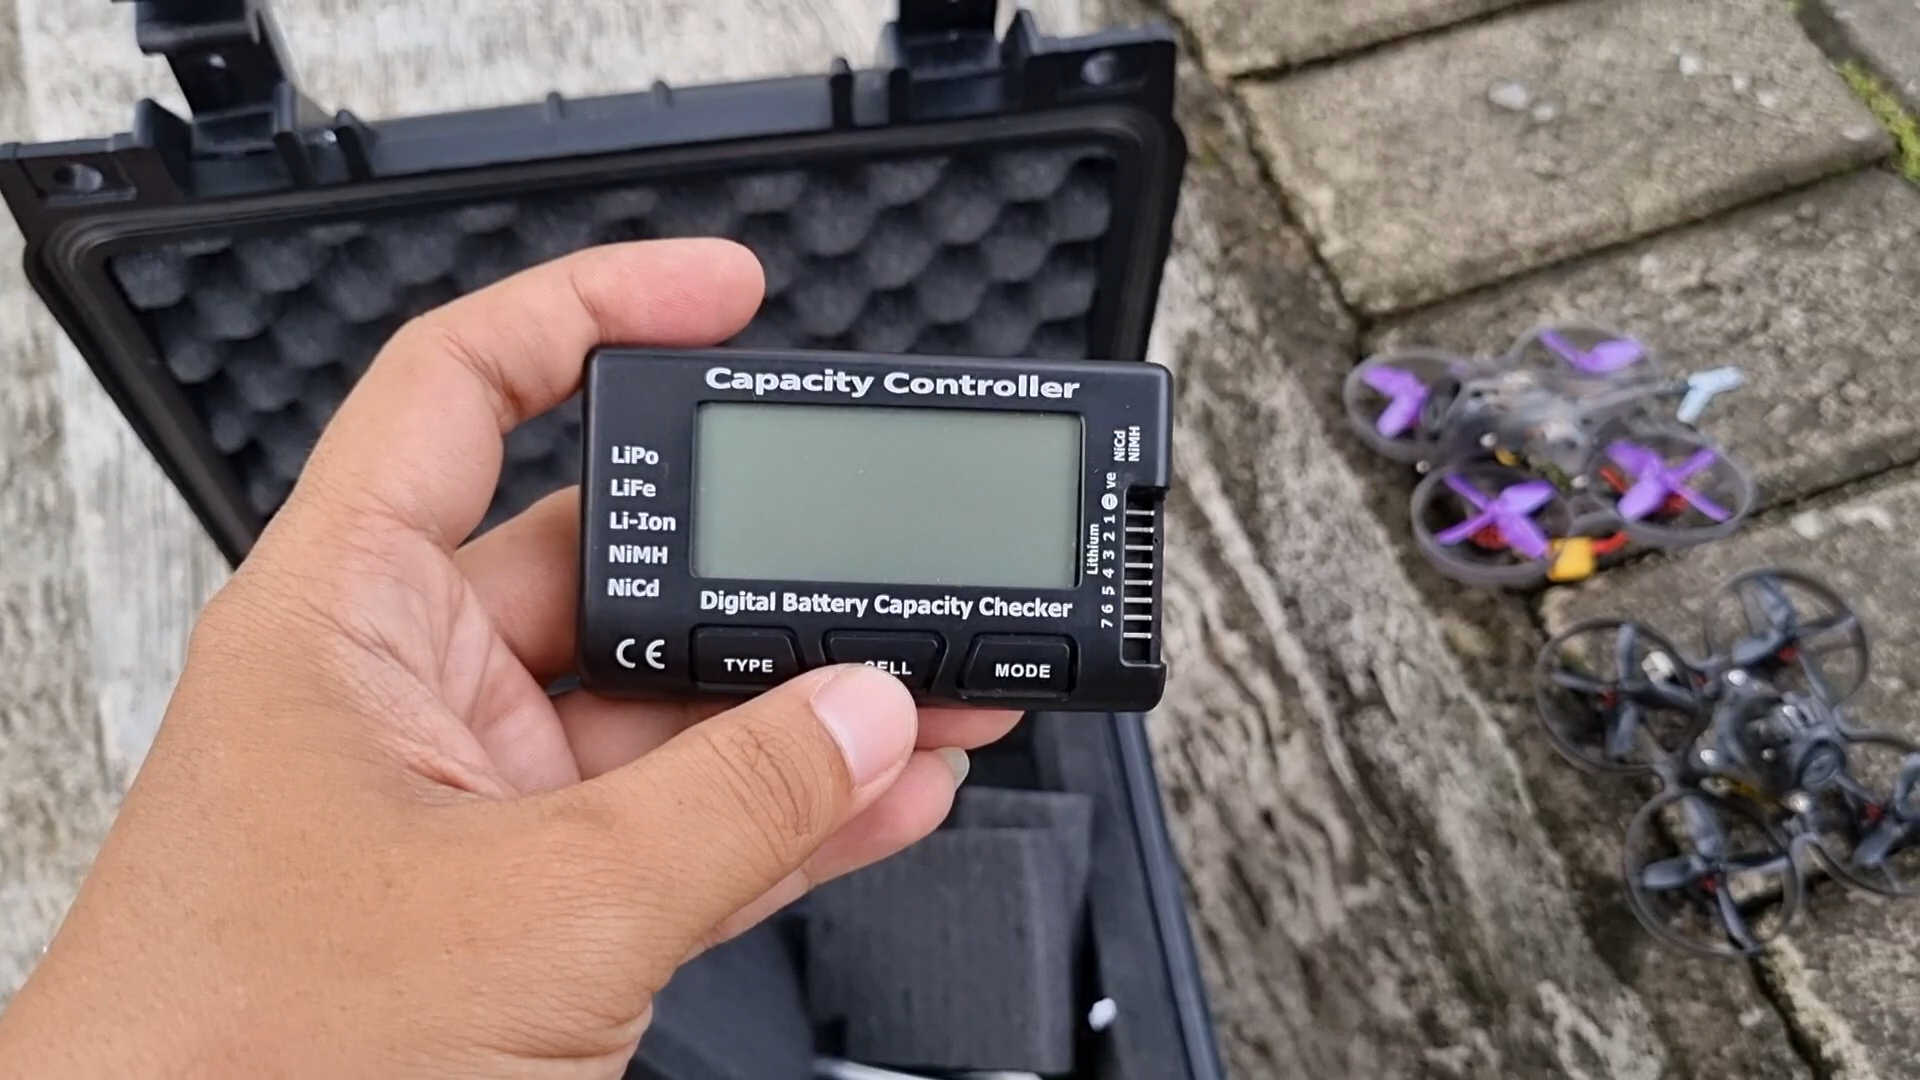 Capacity Controller
LiPo
LiFe
Li-Ion
NiMH
NiCd
NiCd
NiMH
Lithium
7 6 5 4 3 2 1 ⊖ ve
Digital Battery Capacity Checker
CE
TYPE
CELL
MODE